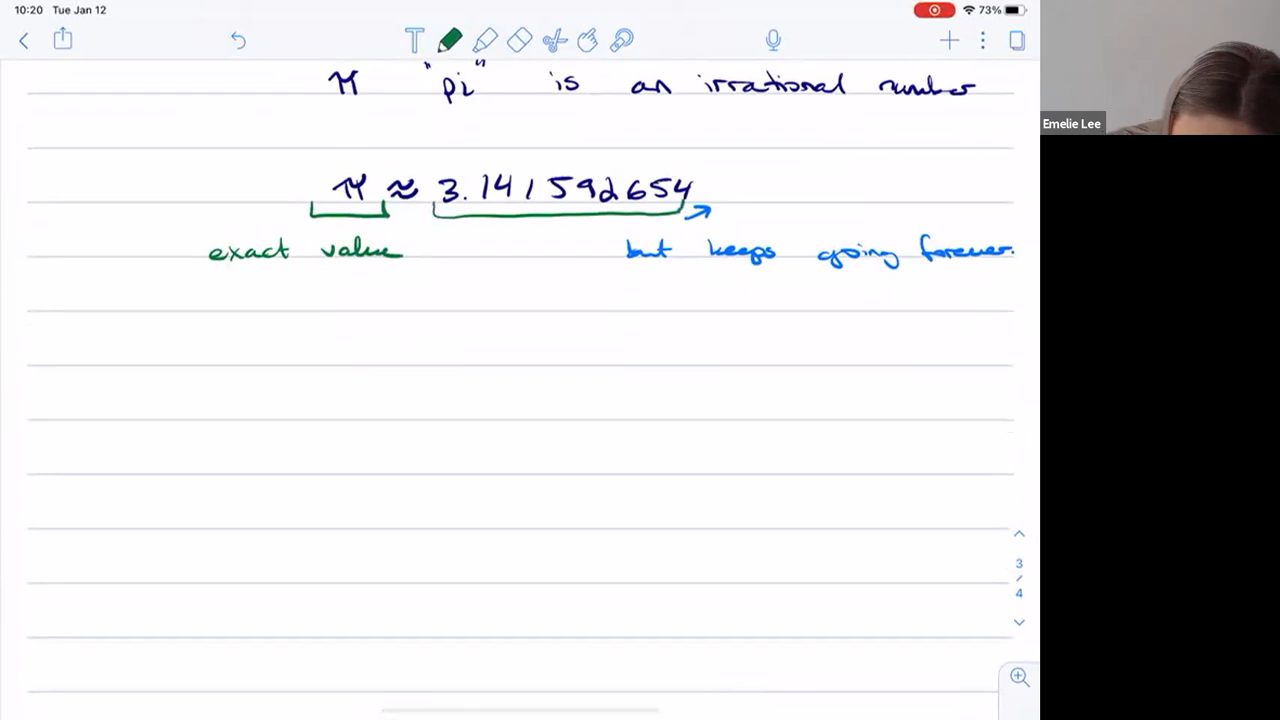 10:20 Tue Jan 12
73%
T
π "pi" is an irrational number
Emelie Lee
π ≈ 3.141592654
exact value
but keeps going forever.
3
/
4